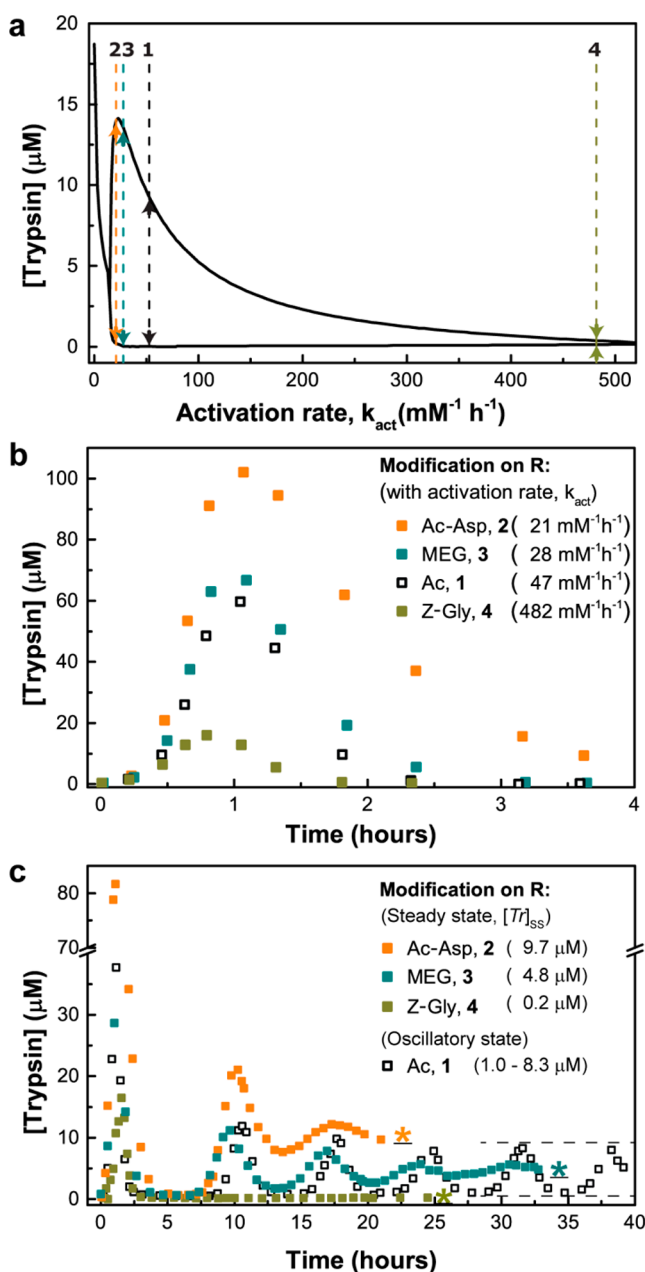 a
20
15
10
5
0
[Trypsin] (μM)
23 1 4
0 100 200 300 400 500
Activation rate, kact(mM⁻¹ h⁻¹)
b
100
80
60
40
20
0
[Trypsin] (μM)
Modification on R:
(with activation rate, kact)
Ac-Asp, 2 ( 21 mM⁻¹h⁻¹)
MEG, 3 ( 28 mM⁻¹h⁻¹)
Ac, 1 ( 47 mM⁻¹h⁻¹)
Z-Gly, 4 (482 mM⁻¹h⁻¹)
0 1 2 3 4
Time (hours)
c
80
70
30
20
10
0
[Trypsin] (μM)
Modification on R:
(Steady state, [Tr]SS)
Ac-Asp, 2 ( 9.7 μM)
MEG, 3 ( 4.8 μM)
Z-Gly, 4 ( 0.2 μM)
(Oscillatory state)
Ac, 1 (1.0 - 8.3 μM)
* * *
0 5 10 15 20 25 30 35 40
Time (hours)